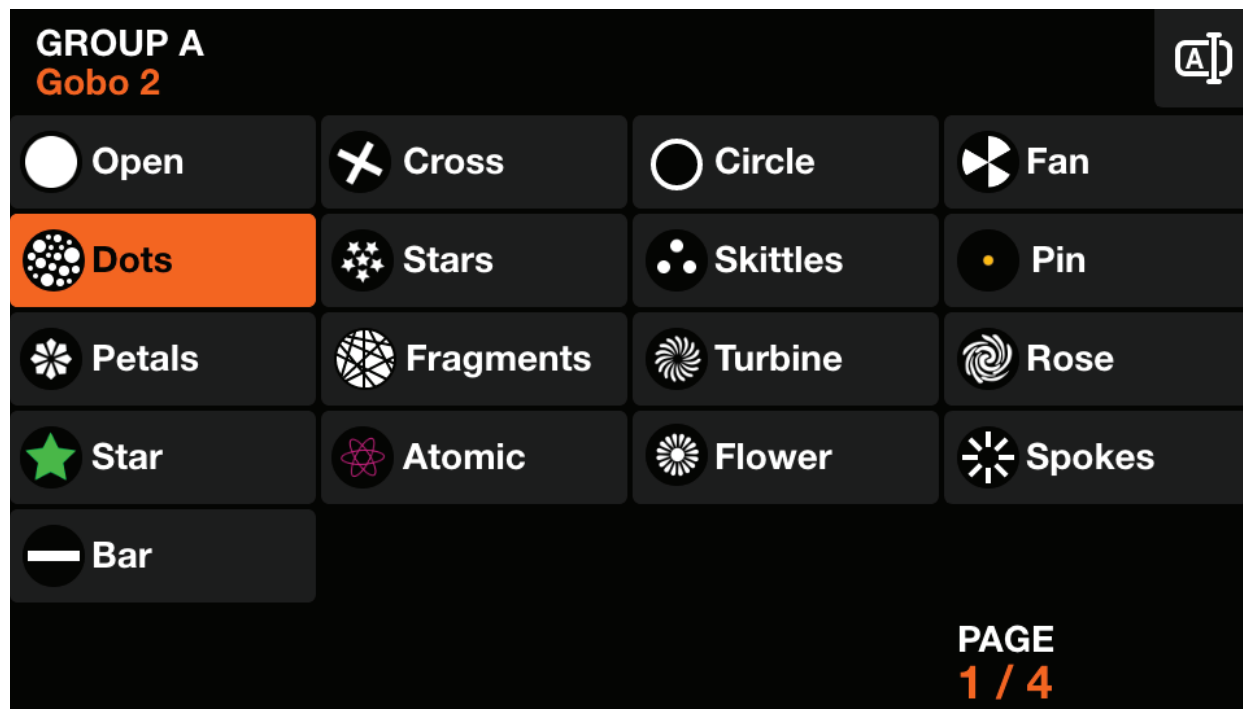 GROUP A
Gobo 2
A
Open
Cross
Circle
Fan
Dots
Stars
Skittles
Pin
Petals
Fragments
Turbine
Rose
Star
Atomic
Flower
Spokes
Bar
PAGE
1 / 4